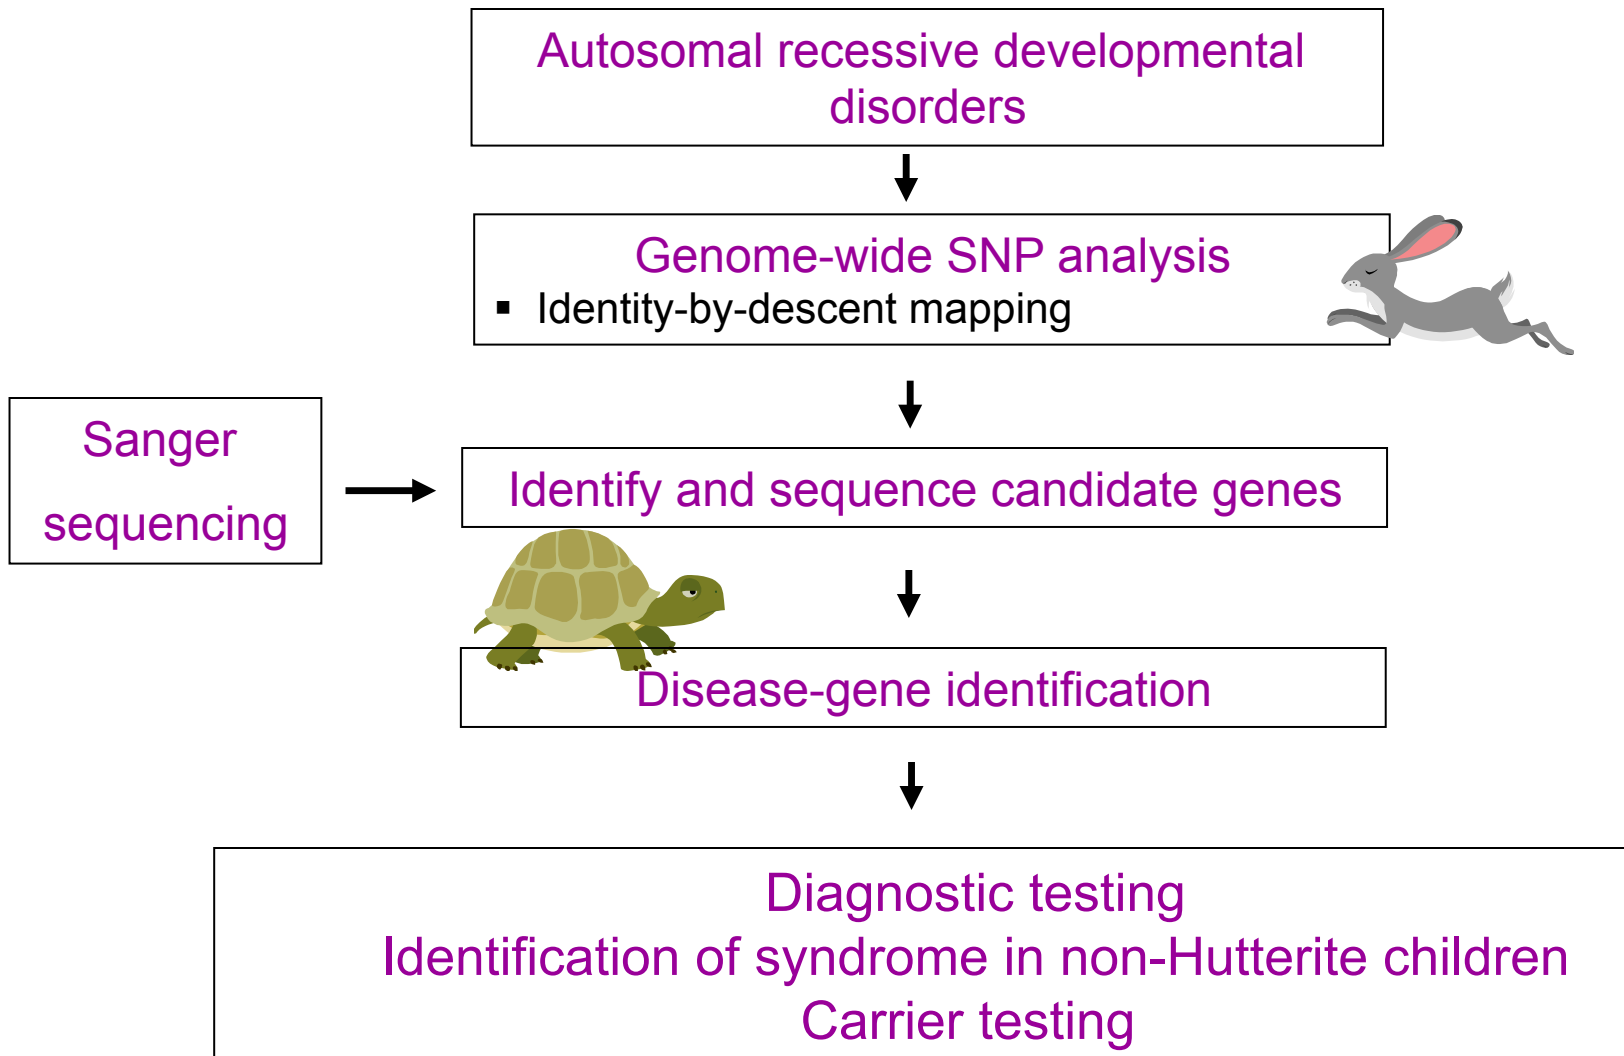 Autosomal recessive developmental
disorders
Genome-wide SNP analysis
▪ Identity-by-descent mapping
Sanger
sequencing
Identify and sequence candidate genes
Disease-gene identification
Diagnostic testing
Identification of syndrome in non-Hutterite children
Carrier testing